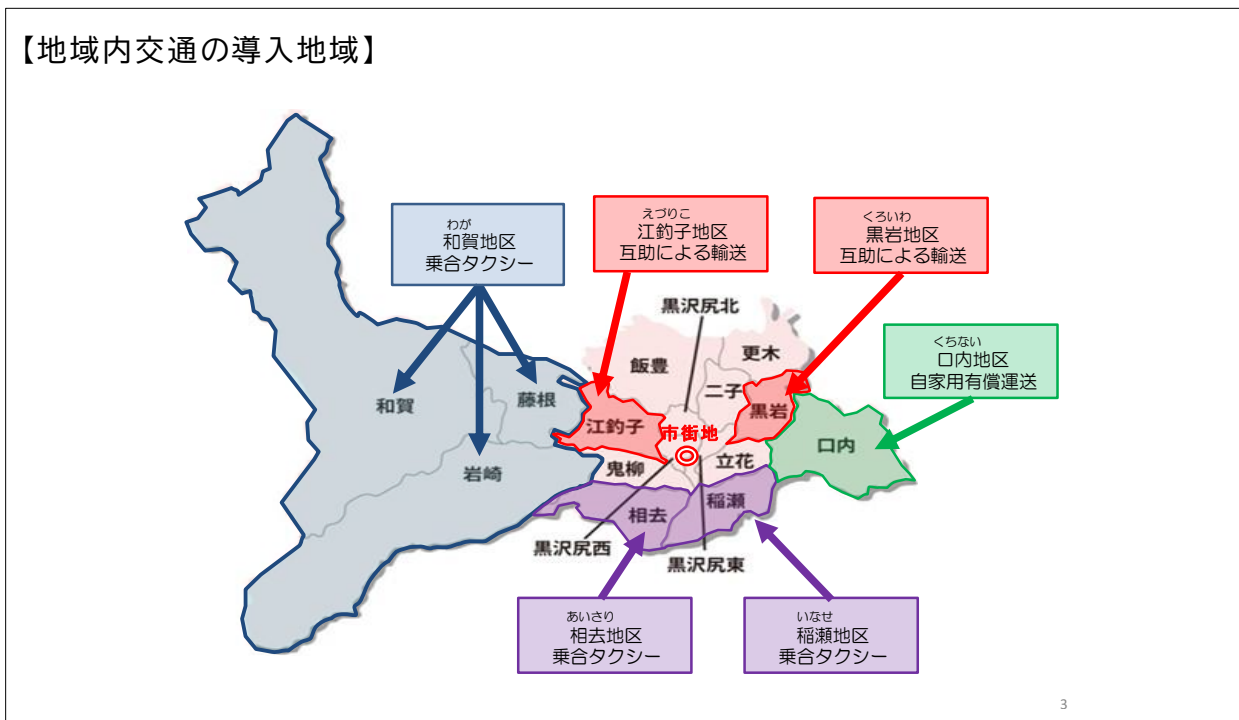 【地域内交通の導入地域】
わが
和賀地区
乗合タクシー
えづりこ
江釣子地区
互助による輸送
くろいわ
黒岩地区
互助による輸送
くちない
口内地区
自家用有償運送
黒沢尻北
更木
飯豊
二子
藤根
和賀
黒岩
江釣子
市街地
口内
立花
鬼柳
岩崎
稲瀬
相去
黒沢尻西
黒沢尻東
あいさり
相去地区
乗合タクシー
いなせ
稲瀬地区
乗合タクシー
3